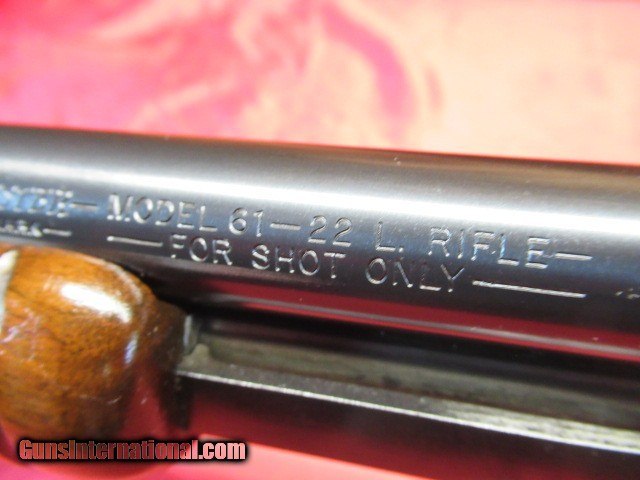 —MODEL 61—22 L. RIFLE—
—FOR SHOT ONLY—
GunsInternational.com